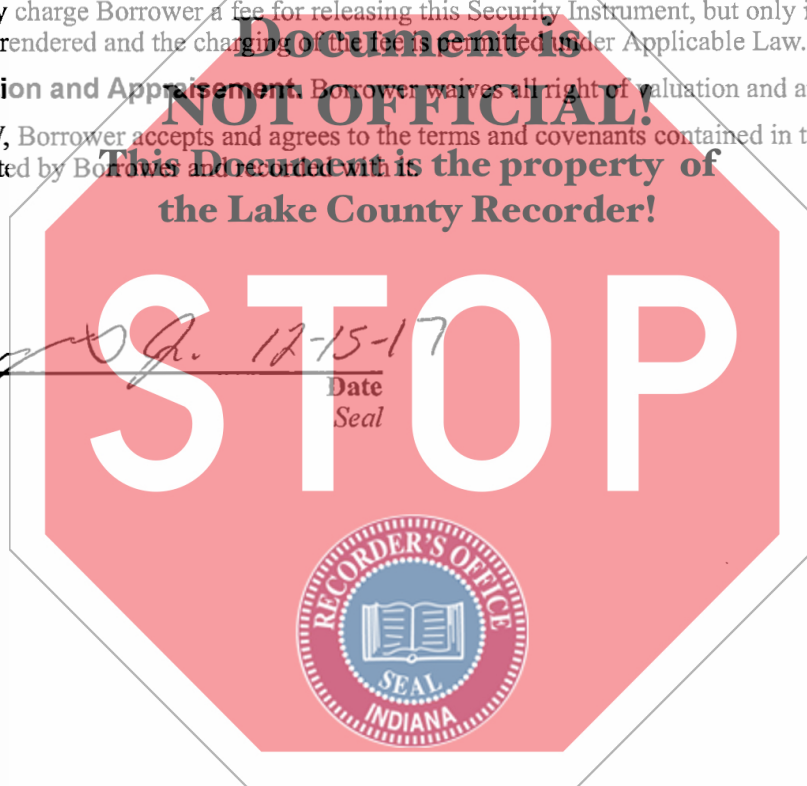 charge Borrower a fee for releasing this Security Instrument, but only
Document is
rendered and the charging of the fee is permitted under Applicable Law.
ion and Appraisement. Borrower waives all right of valuation and a
NOT OFFICIAL!
, Borrower accepts and agrees to the terms and covenants contained in t
This Document is the property of
ted by Borrower and recorded with it.
the Lake County Recorder!
STOP
Jr. 12-15-17
Date
Seal
RECORDER'S OFFICE
SEAL
INDIANA